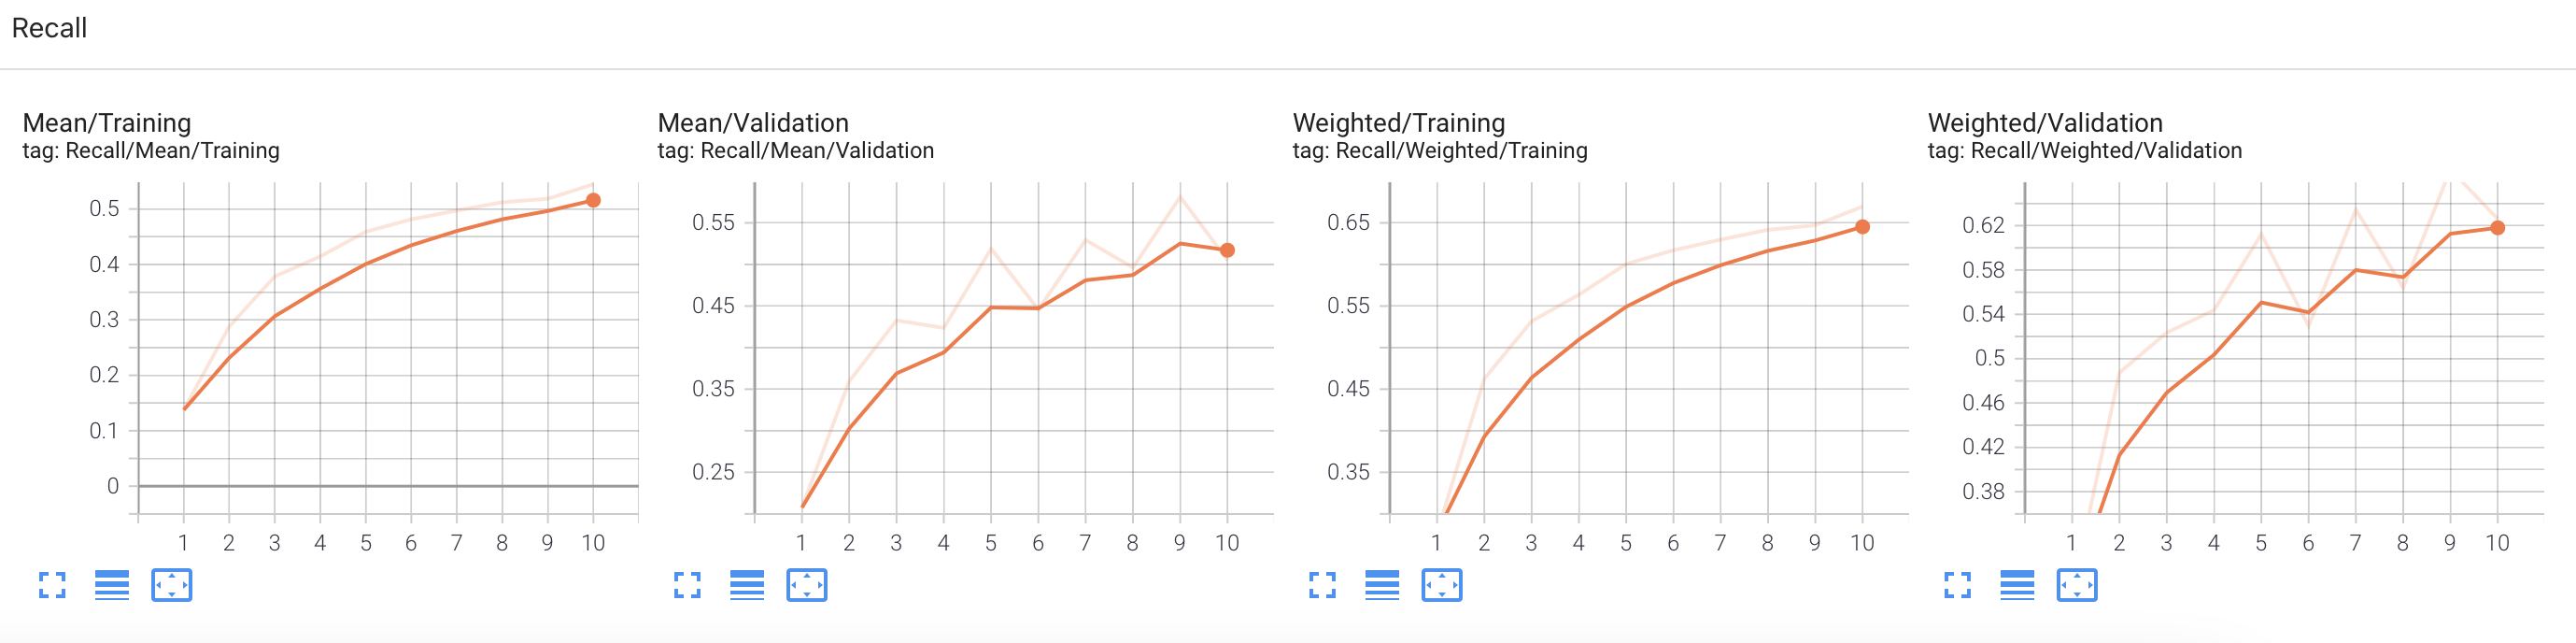 Recall
Mean/Training
tag: Recall/Mean/Training
0.5
0.4
0.3
0.2
0.1
0
1 2 3 4 5 6 7 8 9 10
Mean/Validation
tag: Recall/Mean/Validation
0.55
0.45
0.35
0.25
1 2 3 4 5 6 7 8 9 10
Weighted/Training
tag: Recall/Weighted/Training
0.65
0.55
0.45
0.35
1 2 3 4 5 6 7 8 9 10
Weighted/Validation
tag: Recall/Weighted/Validation
0.62
0.58
0.54
0.5
0.46
0.42
0.38
1 2 3 4 5 6 7 8 9 10